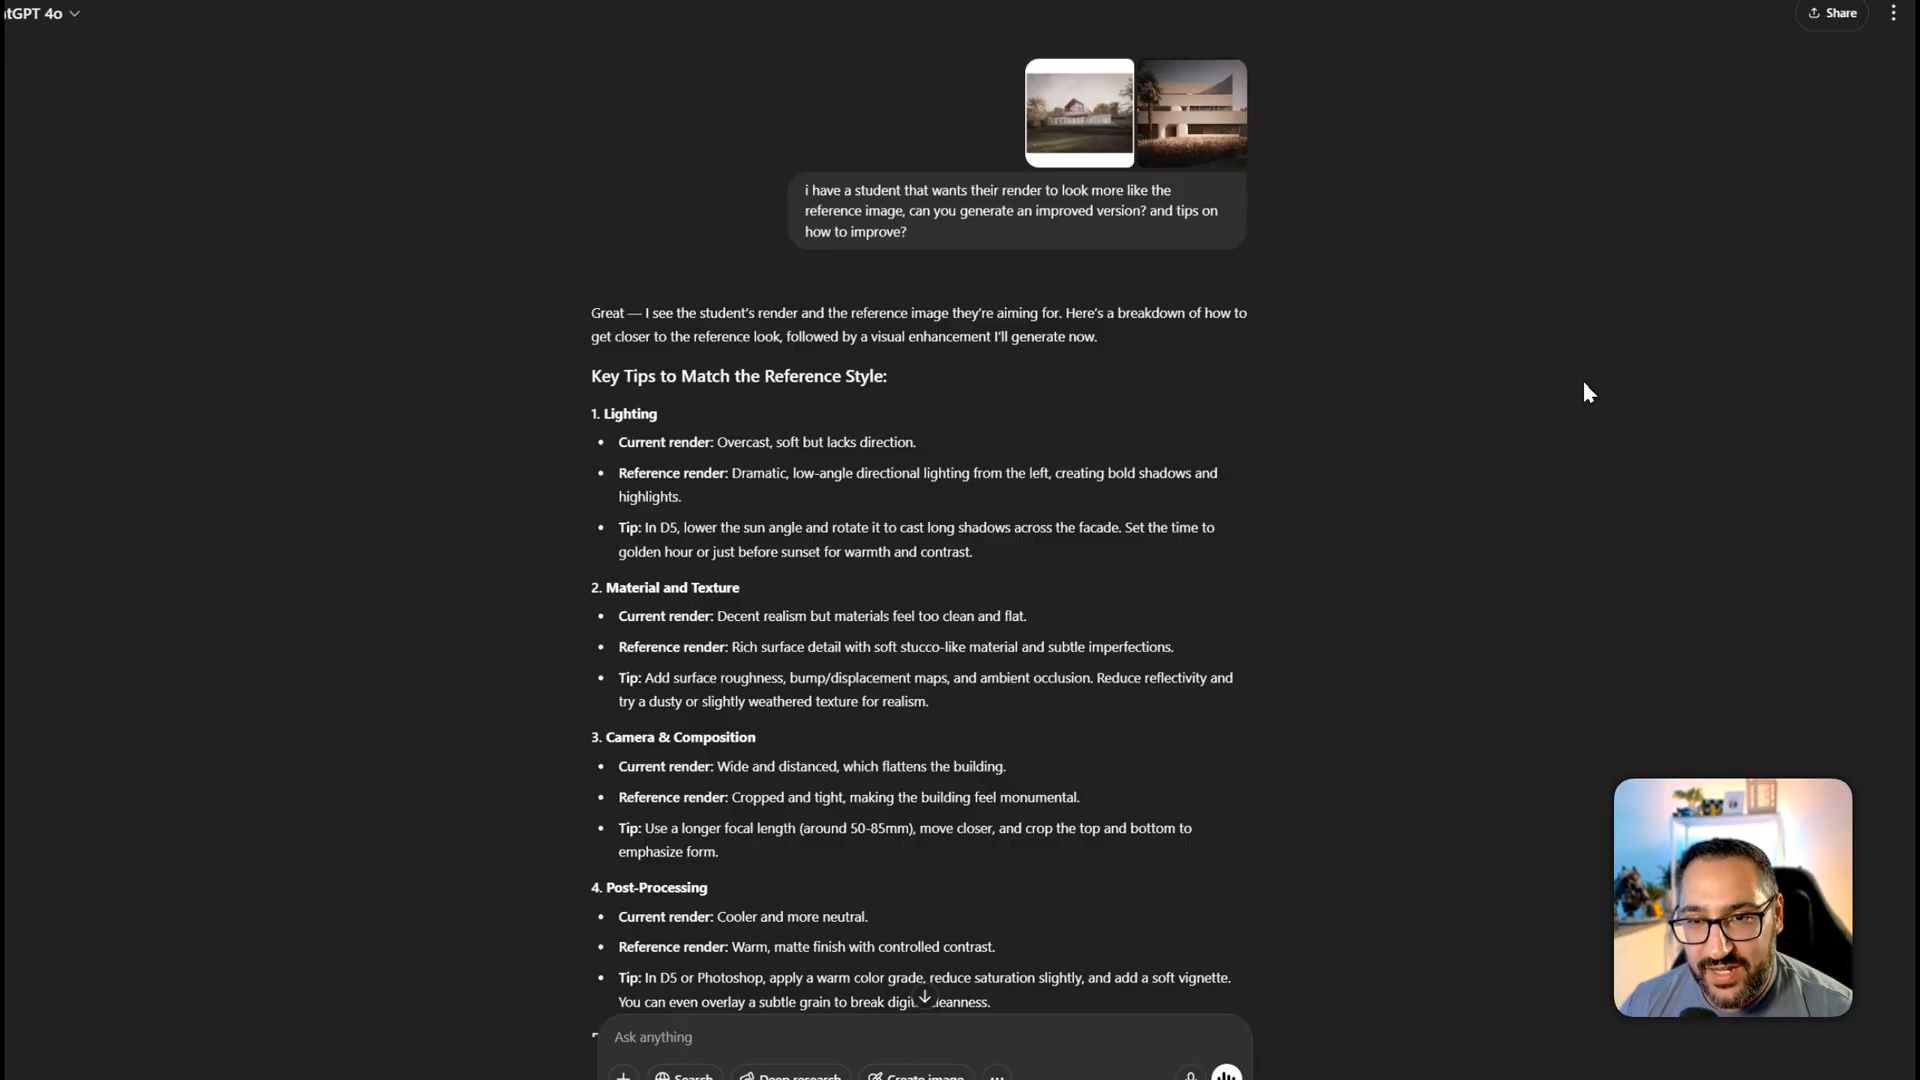 tGPT 4o
Share
i have a student that wants their render to look more like the
reference image, can you generate an improved version? and tips on
how to improve?
Great — I see the student's render and the reference image they're aiming for. Here's a breakdown of how to
get closer to the reference look, followed by a visual enhancement I'll generate now.
Key Tips to Match the Reference Style:
1. Lighting
• Current render: Overcast, soft but lacks direction.
• Reference render: Dramatic, low-angle directional lighting from the left, creating bold shadows and
highlights.
• Tip: In D5, lower the sun angle and rotate it to cast long shadows across the facade. Set the time to
golden hour or just before sunset for warmth and contrast.
2. Material and Texture
• Current render: Decent realism but materials feel too clean and flat.
• Reference render: Rich surface detail with soft stucco-like material and subtle imperfections.
• Tip: Add surface roughness, bump/displacement maps, and ambient occlusion. Reduce reflectivity and
try a dusty or slightly weathered texture for realism.
3. Camera & Composition
• Current render: Wide and distanced, which flattens the building.
• Reference render: Cropped and tight, making the building feel monumental.
• Tip: Use a longer focal length (around 50-85mm), move closer, and crop the top and bottom to
emphasize form.
4. Post-Processing
• Current render: Cooler and more neutral.
• Reference render: Warm, matte finish with controlled contrast.
• Tip: In D5 or Photoshop, apply a warm color grade, reduce saturation slightly, and add a soft vignette.
You can even overlay a subtle grain to break digi eanness.
Ask anything
Search Deep research Create image